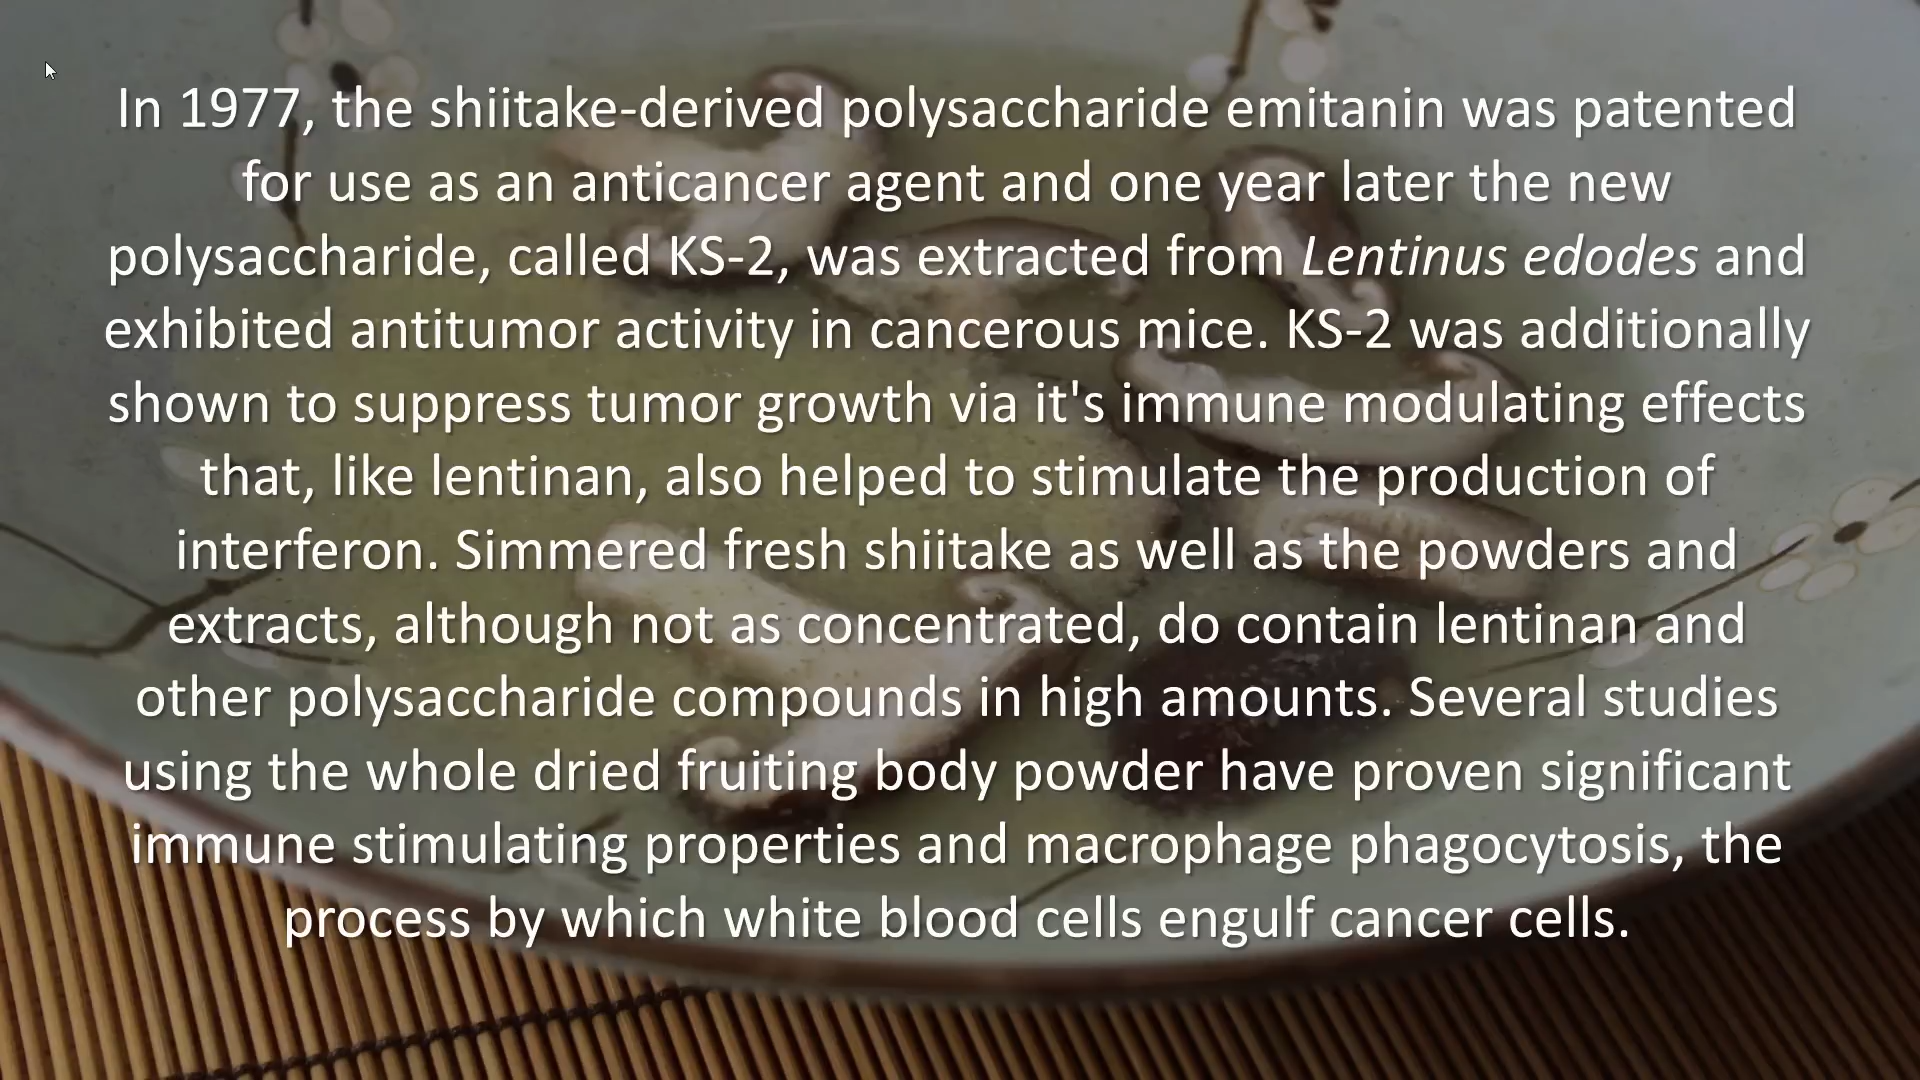 In 1977, the shiitake-derived polysaccharide emitanin was patented
for use as an anticancer agent and one year later the new
polysaccharide, called KS-2, was extracted from Lentinus edodes and
exhibited antitumor activity in cancerous mice. KS-2 was additionally
shown to suppress tumor growth via it's immune modulating effects
that, like lentinan, also helped to stimulate the production of
interferon. Simmered fresh shiitake as well as the powders and
extracts, although not as concentrated, do contain lentinan and
other polysaccharide compounds in high amounts. Several studies
using the whole dried fruiting body powder have proven significant
immune stimulating properties and macrophage phagocytosis, the
process by which white blood cells engulf cancer cells.